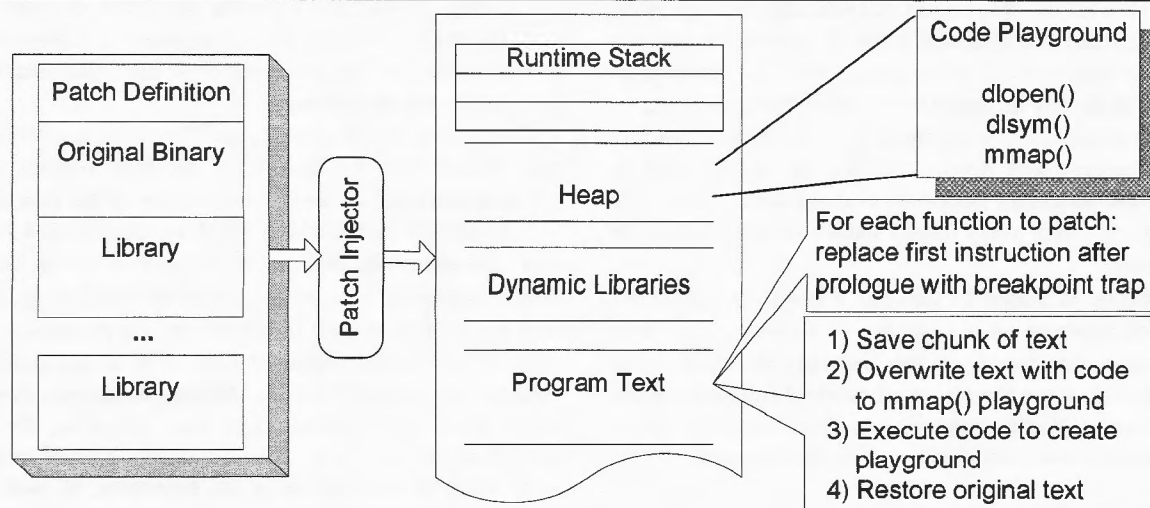 Patch Definition
Original Binary
Library
...
Library
Patch Injector
Runtime Stack
Heap
Dynamic Libraries
Program Text
Code Playground
dlopen()
dlsym()
mmap()
For each function to patch:
replace first instruction after
prologue with breakpoint trap
1) Save chunk of text
2) Overwrite text with code
to mmap() playground
3) Execute code to create
playground
4) Restore original text